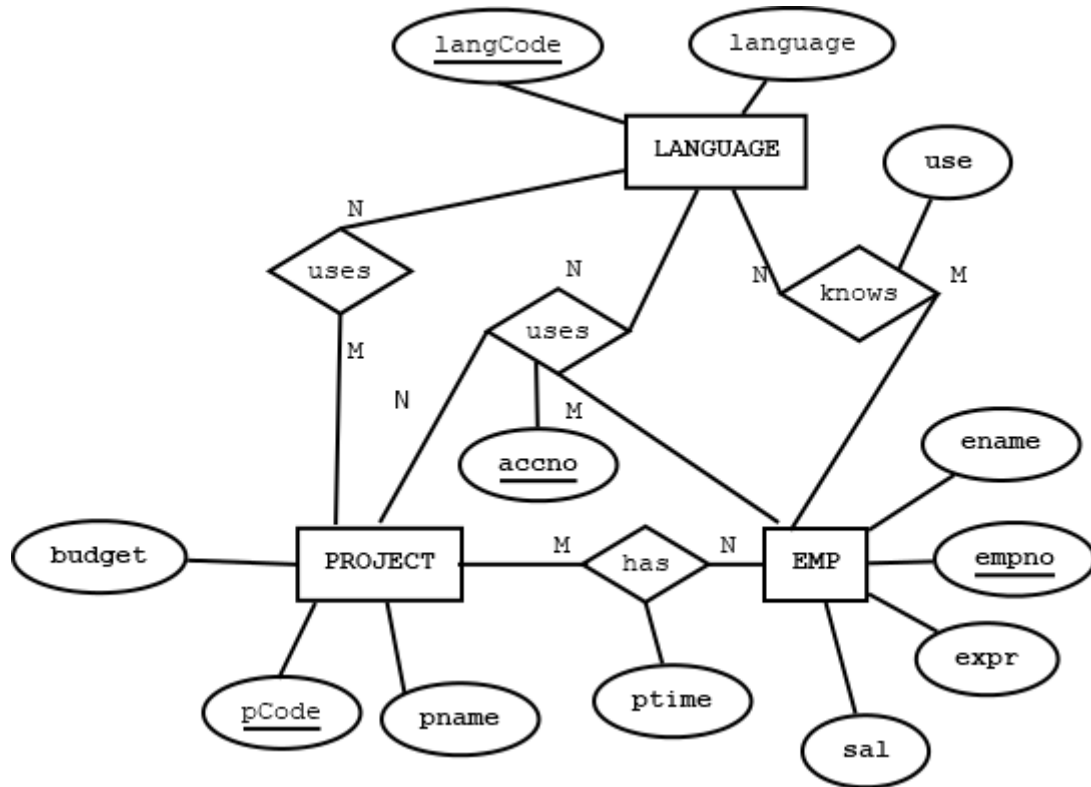 langCode
language
LANGUAGE
use
N
uses
N
N
knows
M
uses
M
N
M
accno
ename
budget
PROJECT
M
has
N
EMP
empno
expr
pCode
pname
ptime
sal